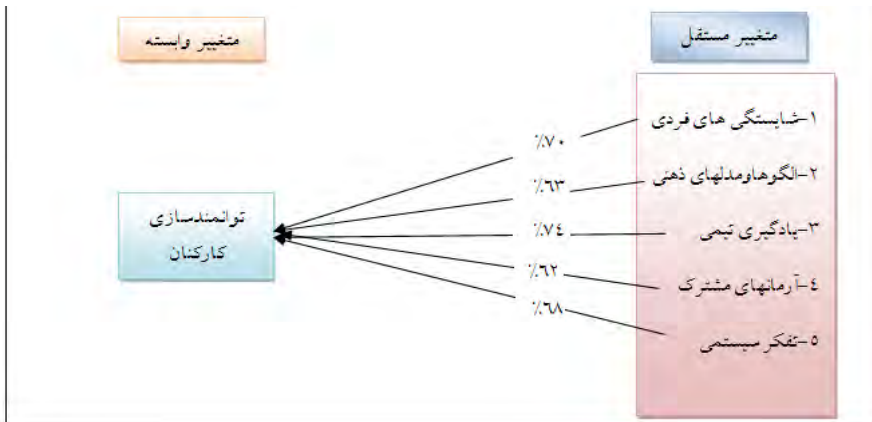 متغیر مستقل
متغیر وابسته
۱-شایستگی های فردی
۲-الگوهاومدلهای ذهنی
۳-یادگیری تیمی
٤-آرمانهای مشترک
٥-تفکر سیستمی
٪۷۰
٪٦۳
٪۷٤
٪٦۲
٪٦۸
توانمندسازی
کارکنان